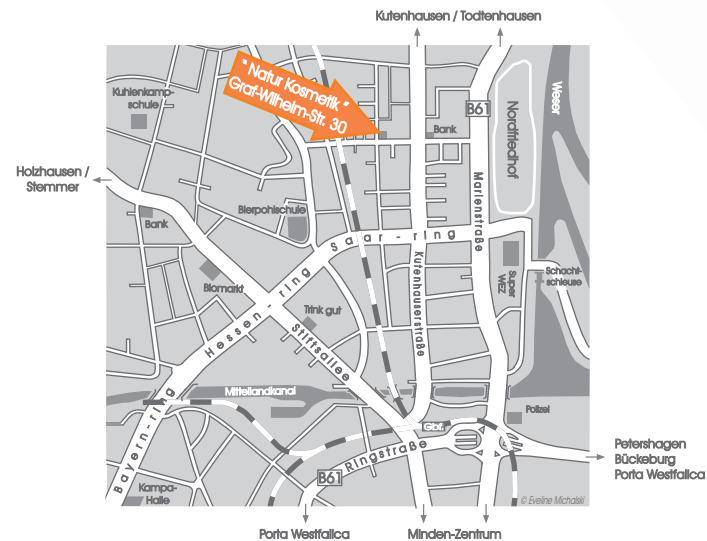 Kutenhausen / Todtenhausen
" Natur Kosmetik "
Graf-Wilhelm-Str. 30
Kuhlenkamp-
schule
B61
Bank
Nordfriedhof
Weser
Holzhausen /
Stemmer
Bierpohlschule
Bank
Marienstraße
Saar-ring
Kutenhauserstraße
Super
WEZ
Schacht-
schleuse
Biomarkt
Hessen-ring
Trink gut
Stiftsallee
Mittellandkanal
Bayern-ring
Polizei
Gbf.
Ringstraße
B61
Kampa-
Halle
Petershagen
Bückeburg
Porta Westfalica
© Eveline Michalski
Porta Westfalica
Minden-Zentrum